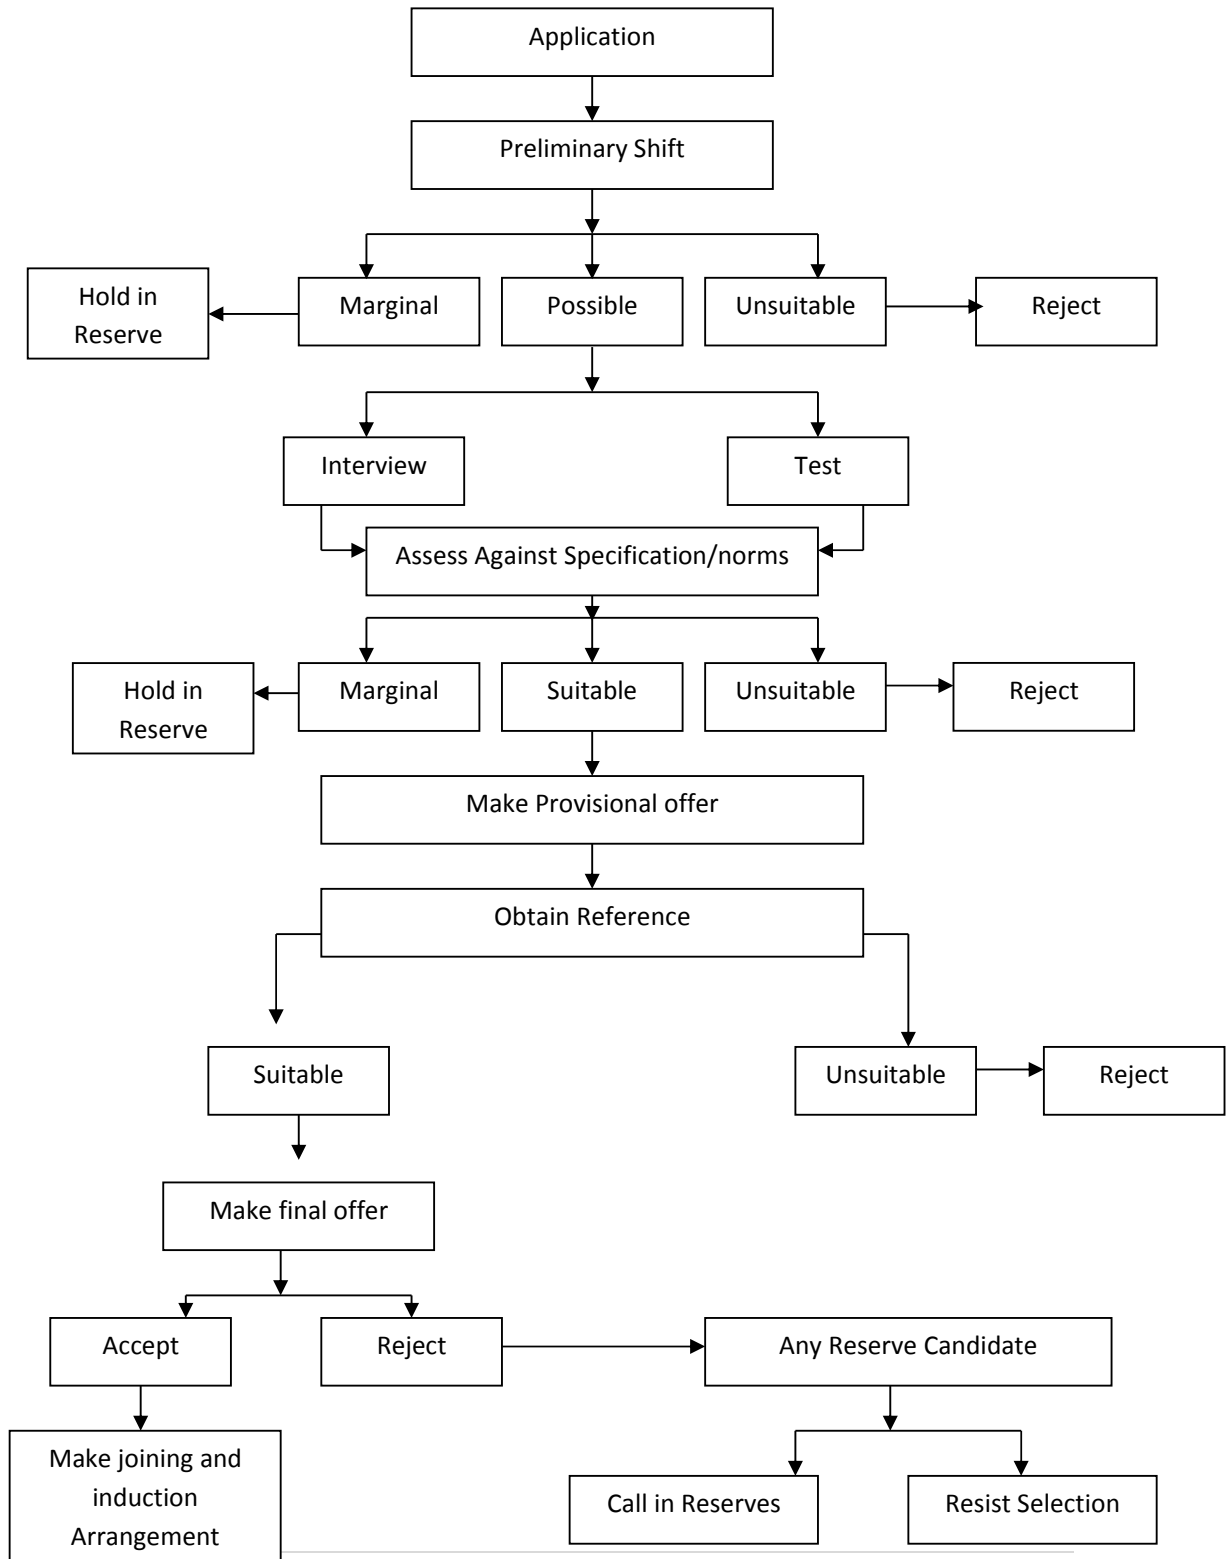 Application
Preliminary Shift
Hold in
Reserve
Marginal
Possible
Unsuitable
Reject
Interview
Test
Assess Against Specification/norms
Hold in
Reserve
Marginal
Suitable
Unsuitable
Reject
Make Provisional offer
Obtain Reference
Suitable
Unsuitable
Reject
Make final offer
Accept
Reject
Any Reserve Candidate
Make joining and
induction
Arrangement
Call in Reserves
Resist Selection